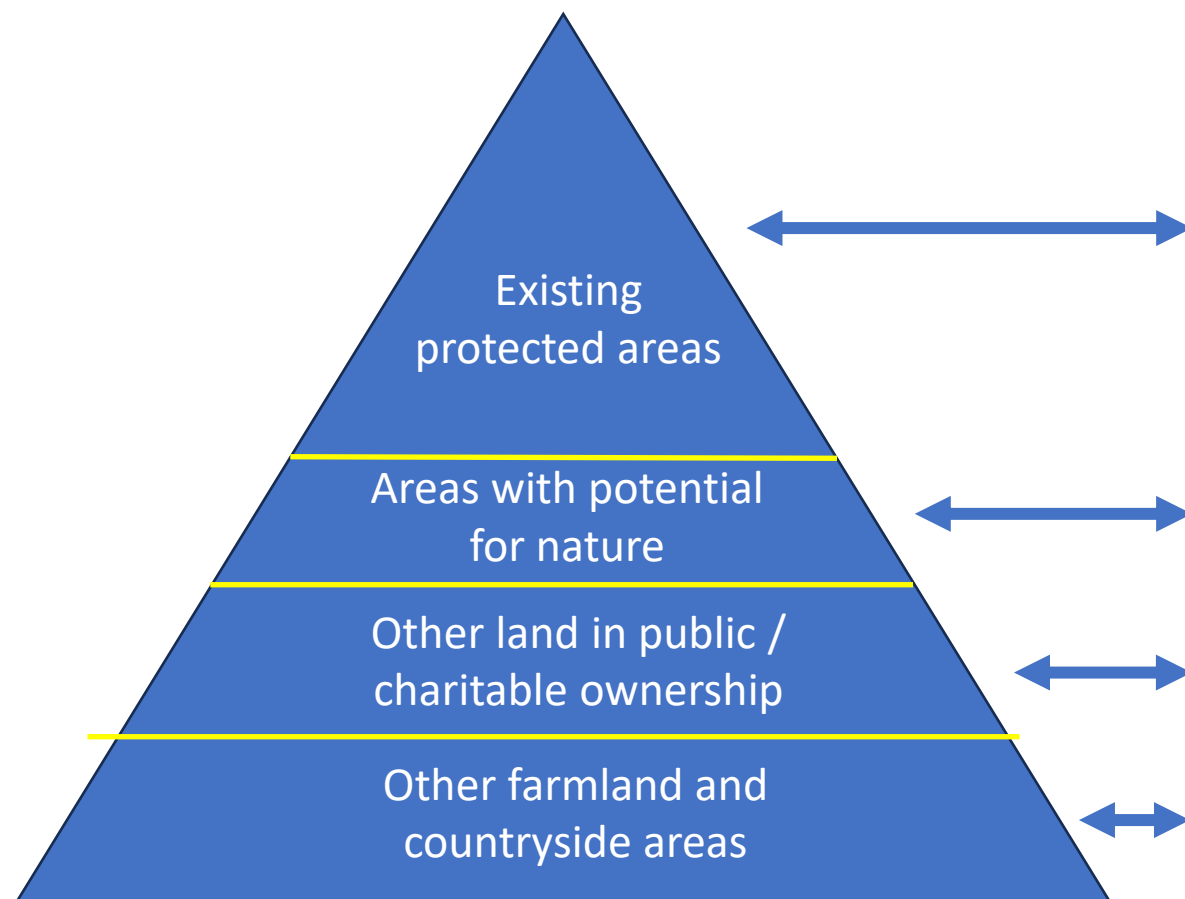 Existing
protected areas
Areas with potential
for nature
Other land in public /
charitable ownership
Other farmland and
countryside areas